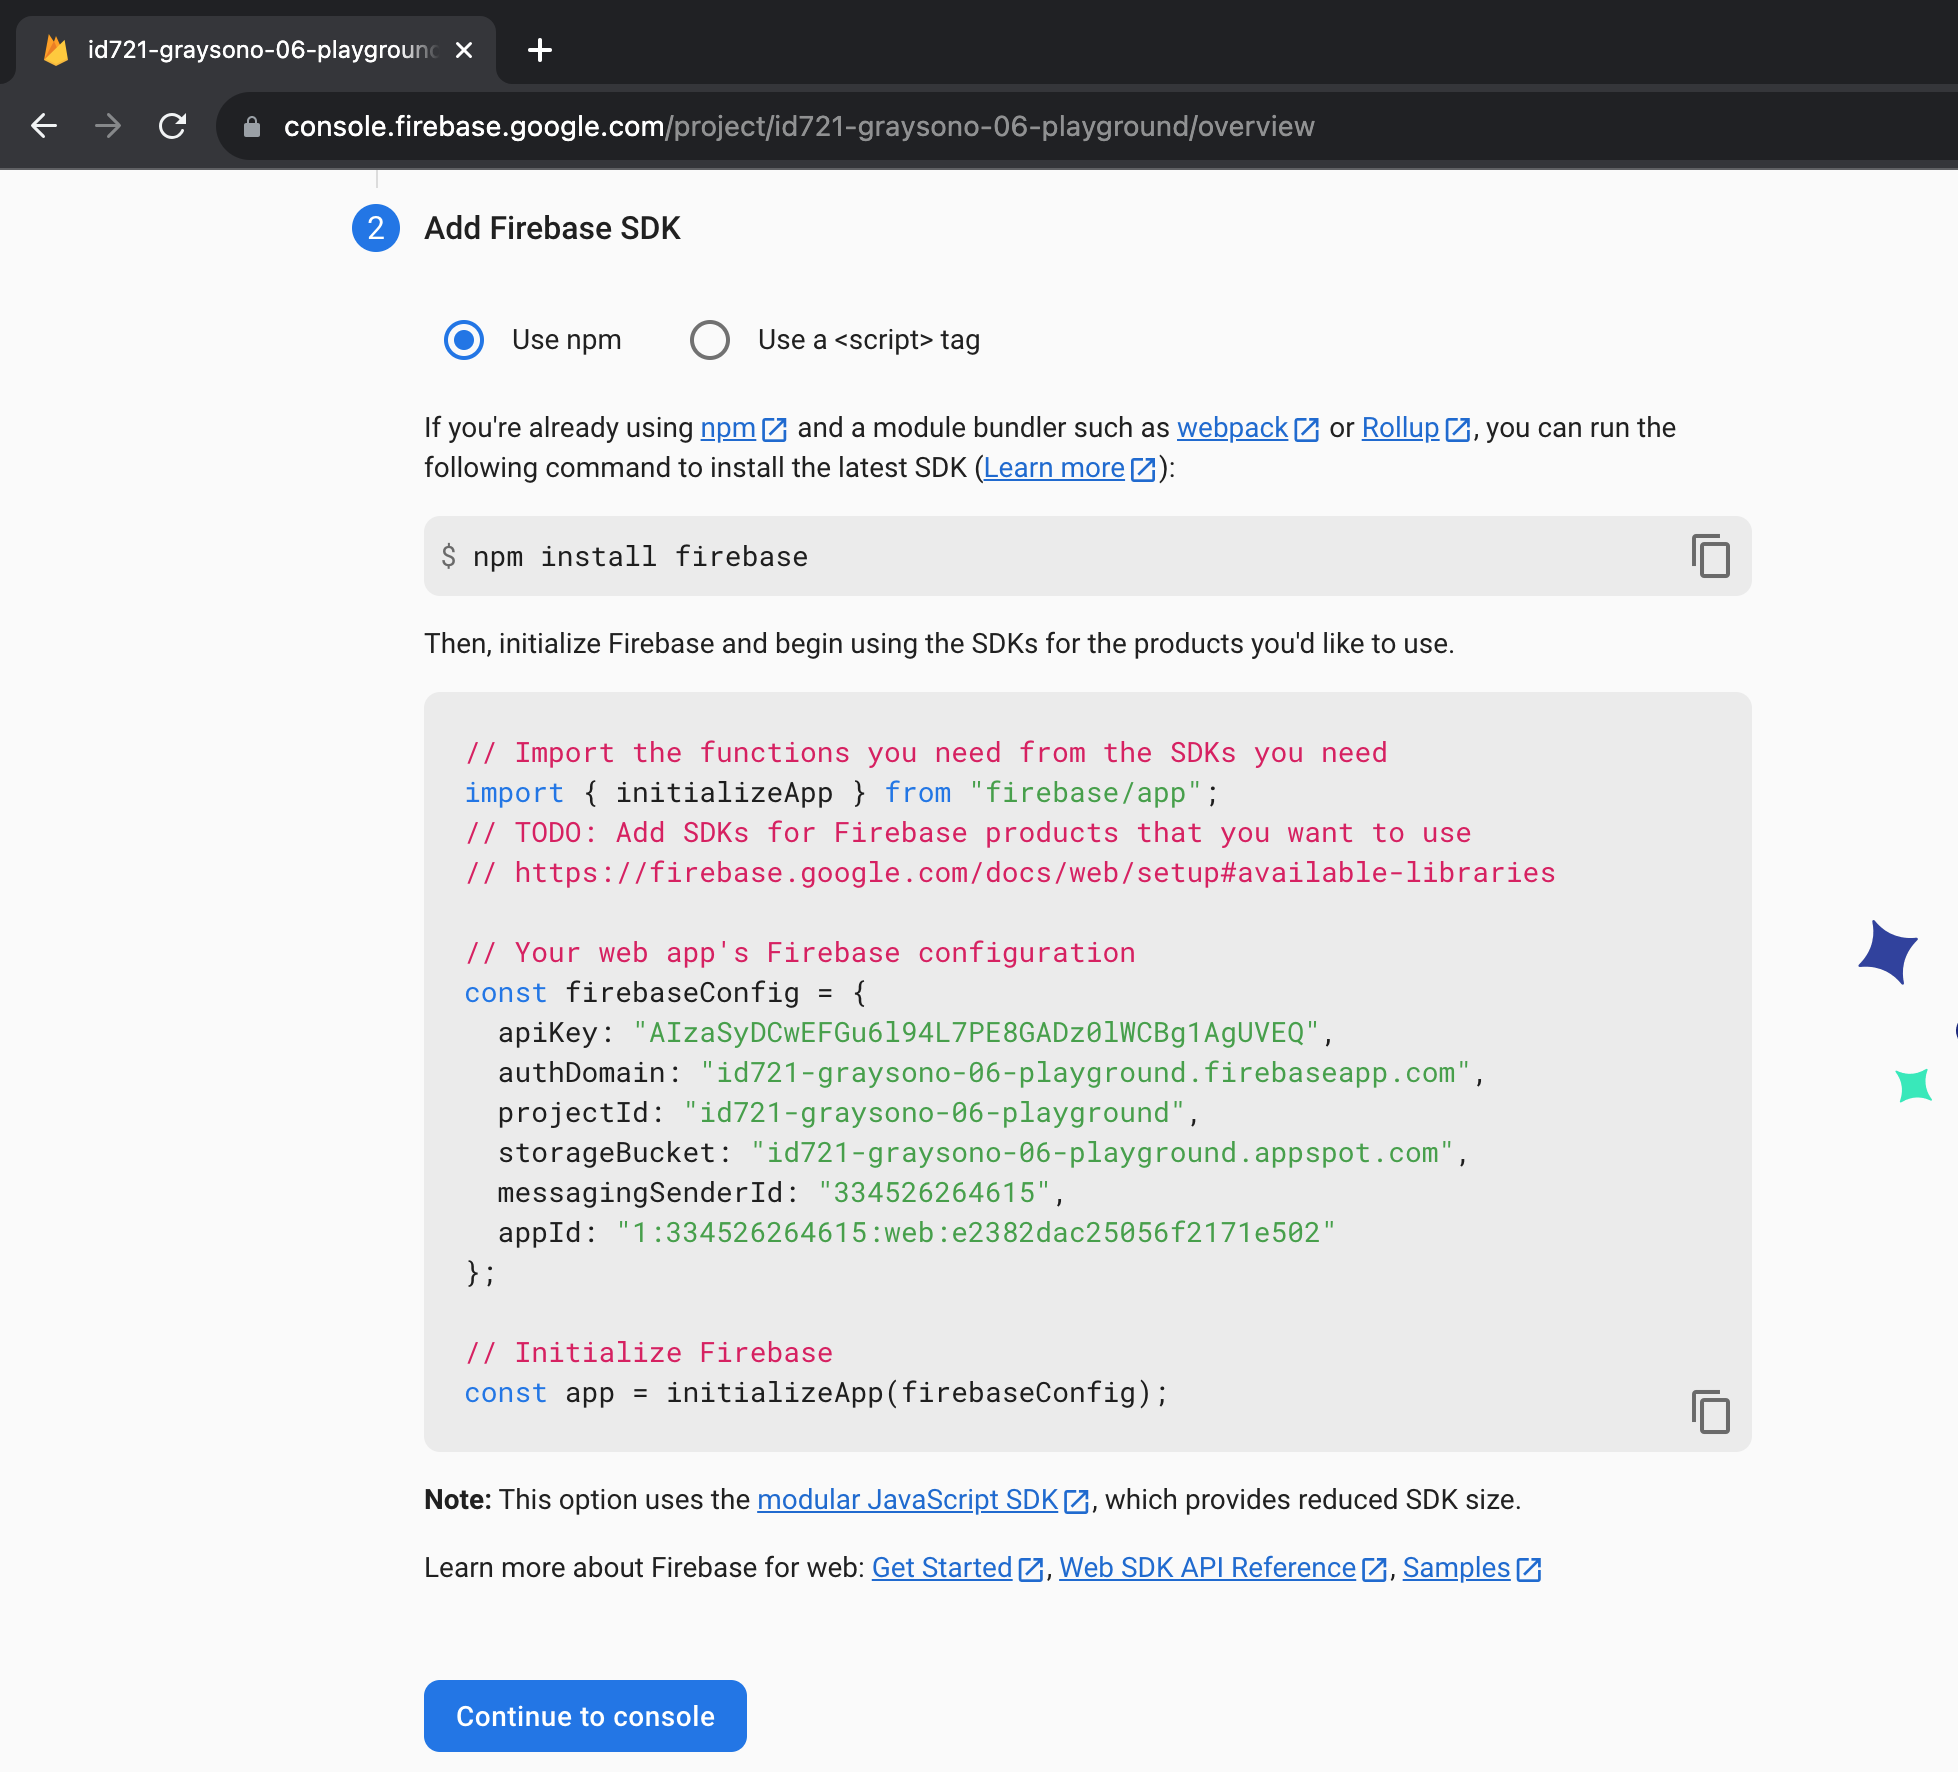 id721-graysono-06-playground
console.firebase.google.com/project/id721-graysono-06-playground/overview
2 Add Firebase SDK
Use npm Use a <script> tag
If you're already using npm and a module bundler such as webpack or Rollup, you can run the
following command to install the latest SDK (Learn more):
$ npm install firebase
Then, initialize Firebase and begin using the SDKs for the products you'd like to use.
// Import the functions you need from the SDKs you need
import { initializeApp } from "firebase/app";
// TODO: Add SDKs for Firebase products that you want to use
// https://firebase.google.com/docs/web/setup#available-libraries
// Your web app's Firebase configuration
const firebaseConfig = {
apiKey: "AIzaSyDCwEFGu6l94L7PE8GADz0lWCBg1AgUVEQ",
authDomain: "id721-graysono-06-playground.firebaseapp.com",
projectId: "id721-graysono-06-playground",
storageBucket: "id721-graysono-06-playground.appspot.com",
messagingSenderId: "334526264615",
appId: "1:334526264615:web:e2382dac25056f2171e502"
};
// Initialize Firebase
const app = initializeApp(firebaseConfig);
Note: This option uses the modular JavaScript SDK, which provides reduced SDK size.
Learn more about Firebase for web: Get Started, Web SDK API Reference, Samples
Continue to console